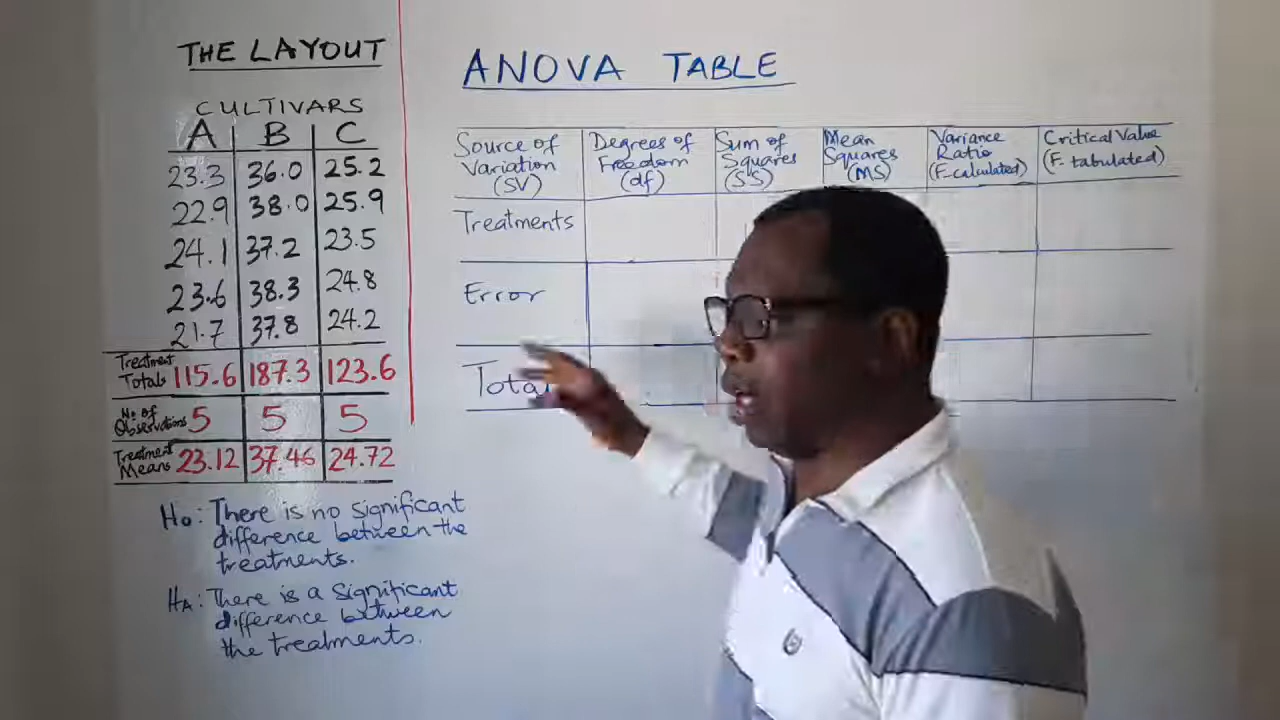 THE LAYOUT
CULTIVARS
A B C
23.3 36.0 25.2
22.9 38.0 25.9
24.1 37.2 23.5
23.6 38.3 24.8
21.7 37.8 24.2
Treatment Totals 115.6 187.3 123.6
No of Observations 5 5 5
Treatment Means 23.12 37.46 24.72
Ho: There is no significant
difference between the
treatments.
HA: There is a significant
difference between
the treatments.
ANOVA TABLE
Source of Variation (SV)
Degrees of Freedom (df)
Sum of Squares (SS)
Mean Squares (MS)
Variance Ratio (F-calculated)
Critical Value (F. tabulated)
Treatments
Error